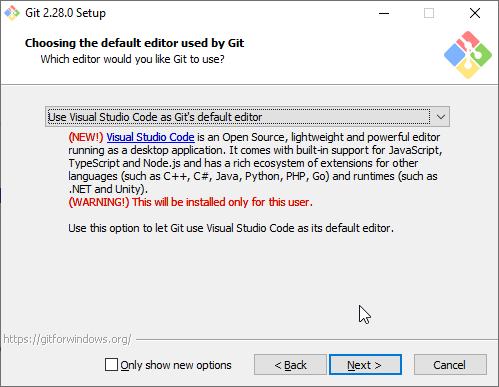 Git 2.28.0 Setup
Choosing the default editor used by Git
Which editor would you like Git to use?
Use Visual Studio Code as Git's default editor
(NEW!) Visual Studio Code is an Open Source, lightweight and powerful editor
running as a desktop application. It comes with built-in support for JavaScript,
TypeScript and Node.js and has a rich ecosystem of extensions for other
languages (such as C++, C#, Java, Python, PHP, Go) and runtimes (such as
.NET and Unity).
(WARNING!) This will be installed only for this user.
Use this option to let Git use Visual Studio Code as its default editor.
https://gitforwindows.org/
Only show new options
< Back
Next >
Cancel